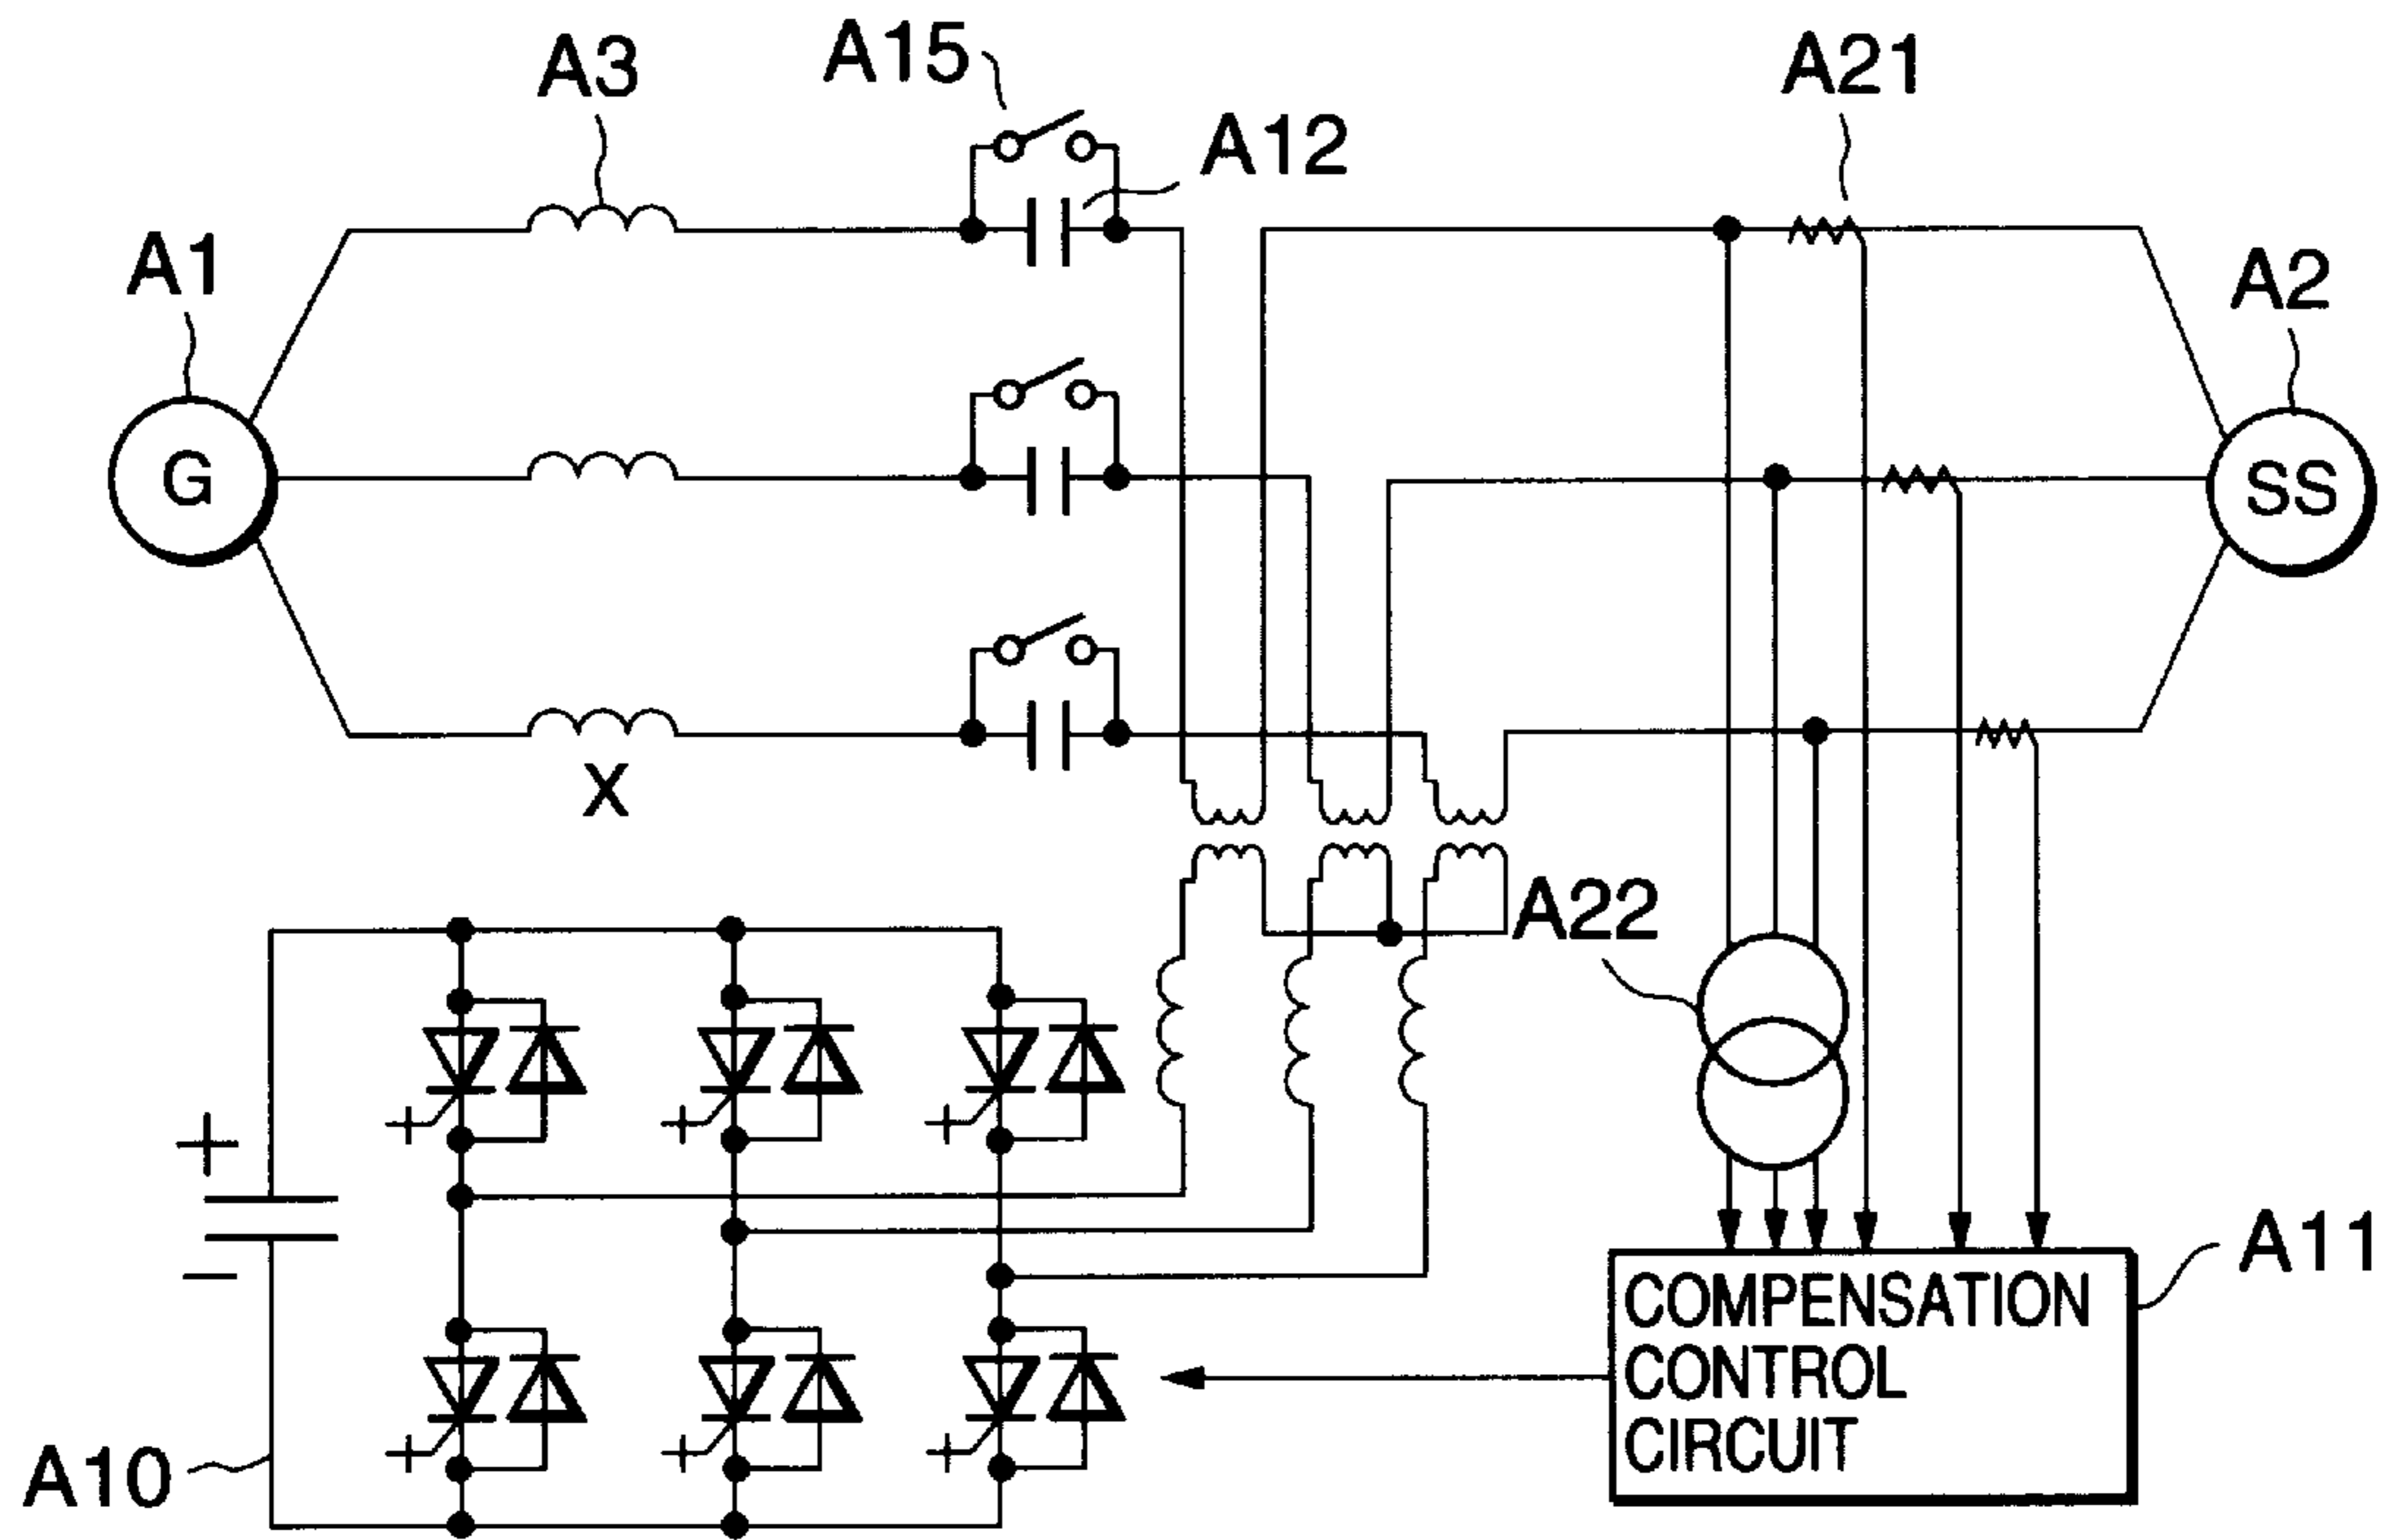 A3
A15
A12
A21
A1
A2
G
SS
X
A22
+
−
A11
COMPENSATION
CONTROL
CIRCUIT
A10